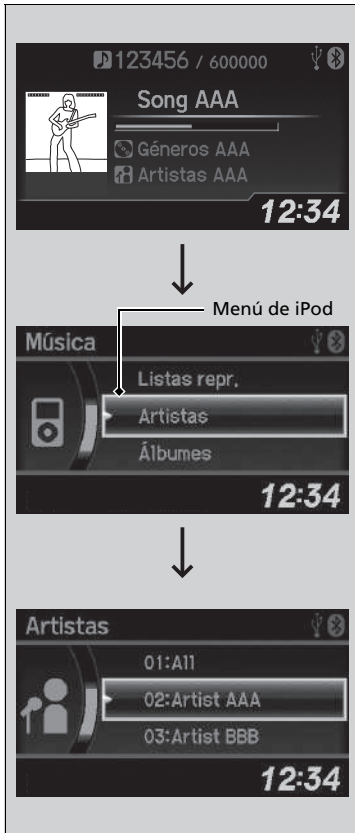 123456 / 600000
Song AAA
Géneros AAA
Artistas AAA
12:34
Menú de iPod
Música
Listas repr.
Artistas
Álbumes
12:34
Artistas
01:All
02:Artist AAA
03:Artist BBB
12:34